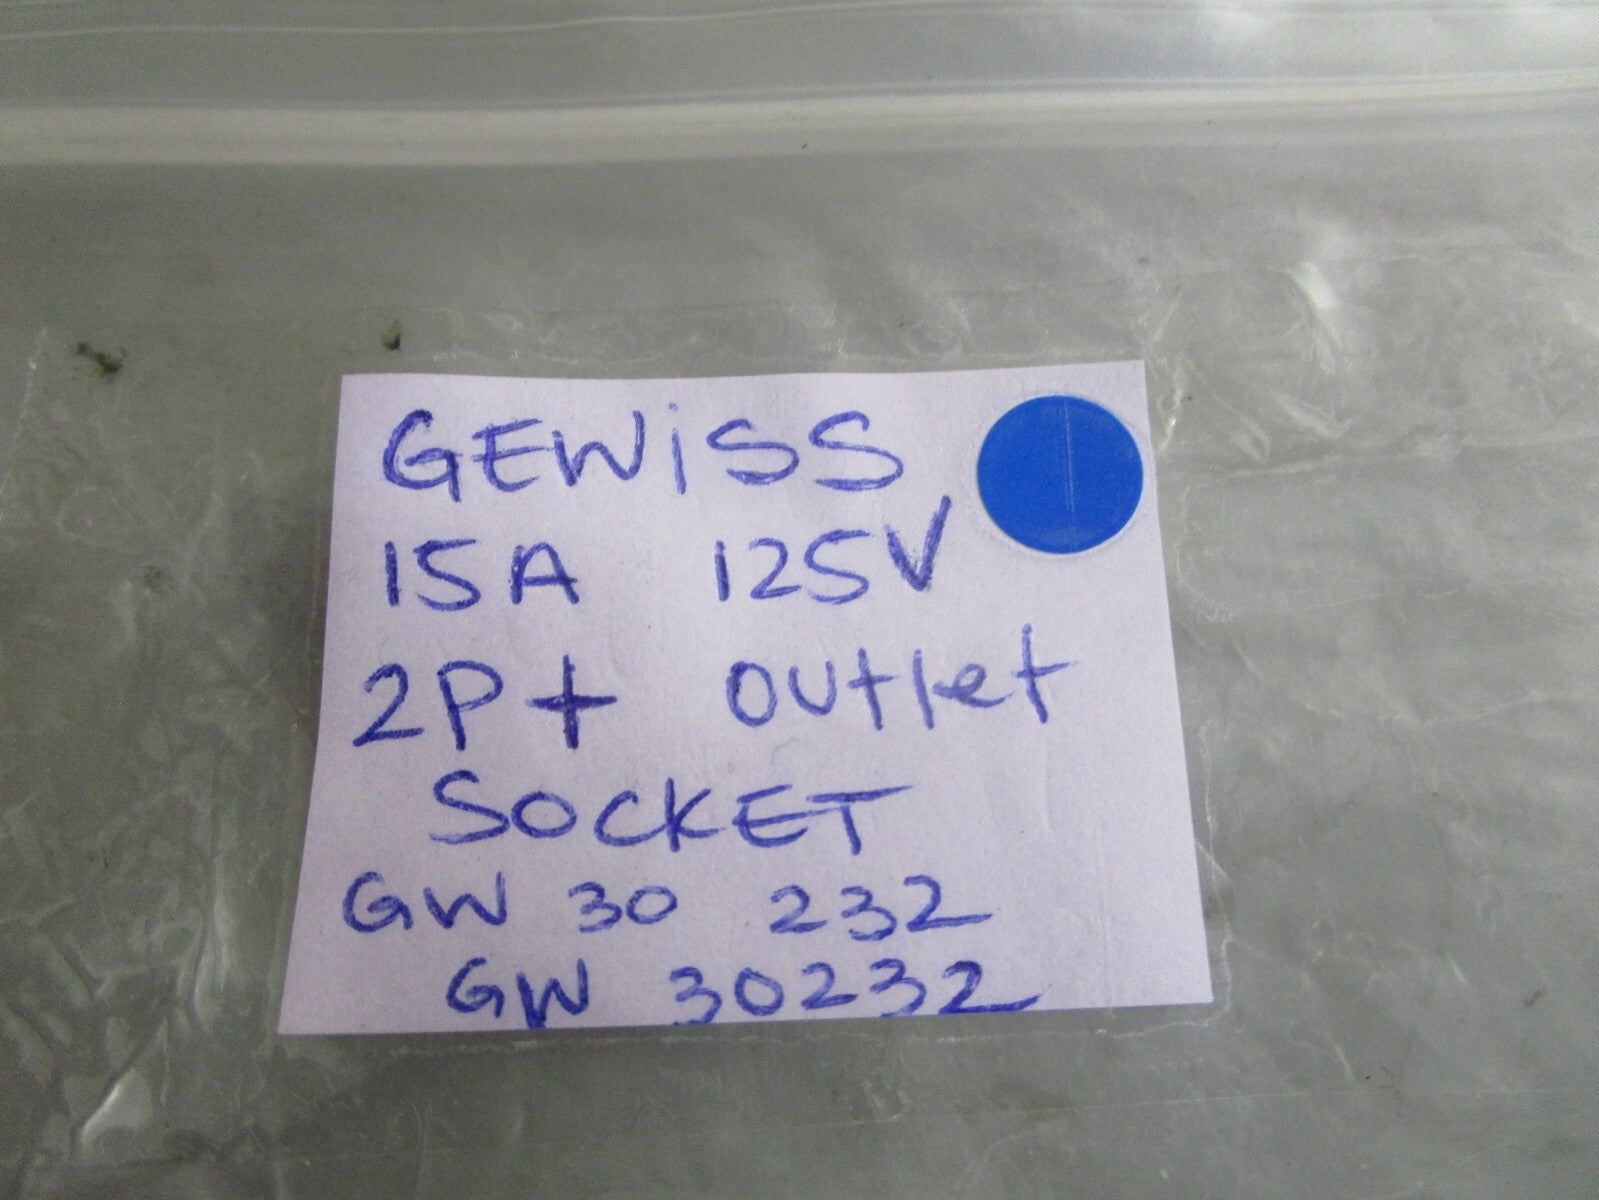 GEWiSS
15A 125V
2P+ Outlet
SOCKET
GW 30 232
GW 30232